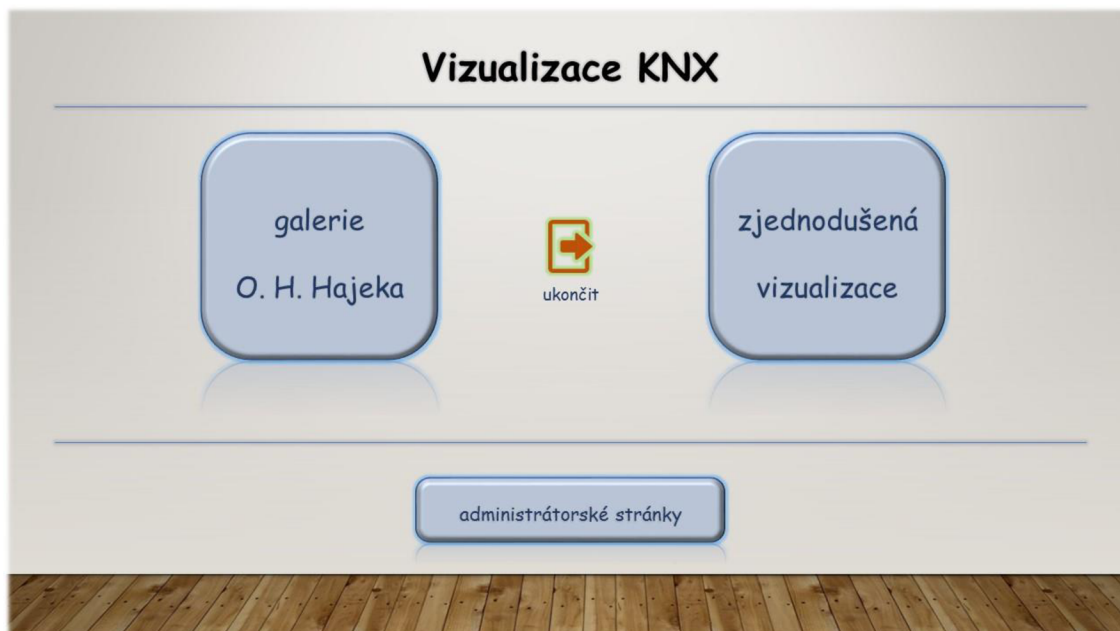 Vizualizace KNX
galerie
O. H. Hajeka
ukončit
zjednodušená
vizualizace
administrátorské stránky